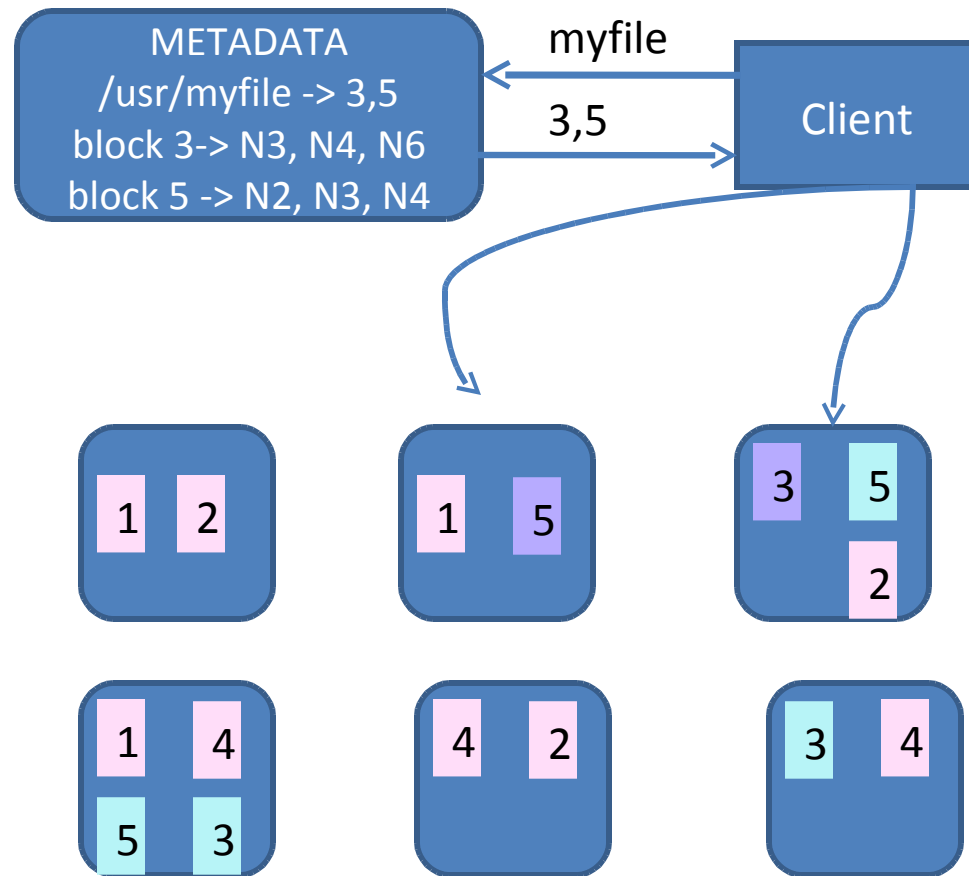 METADATA
/usr/myfile -> 3,5
block 3-> N3, N4, N6
block 5 -> N2, N3, N4
myfile
3,5
Client
1 2
1 5
3 5
2
1 4
5 3
4 2
3 4